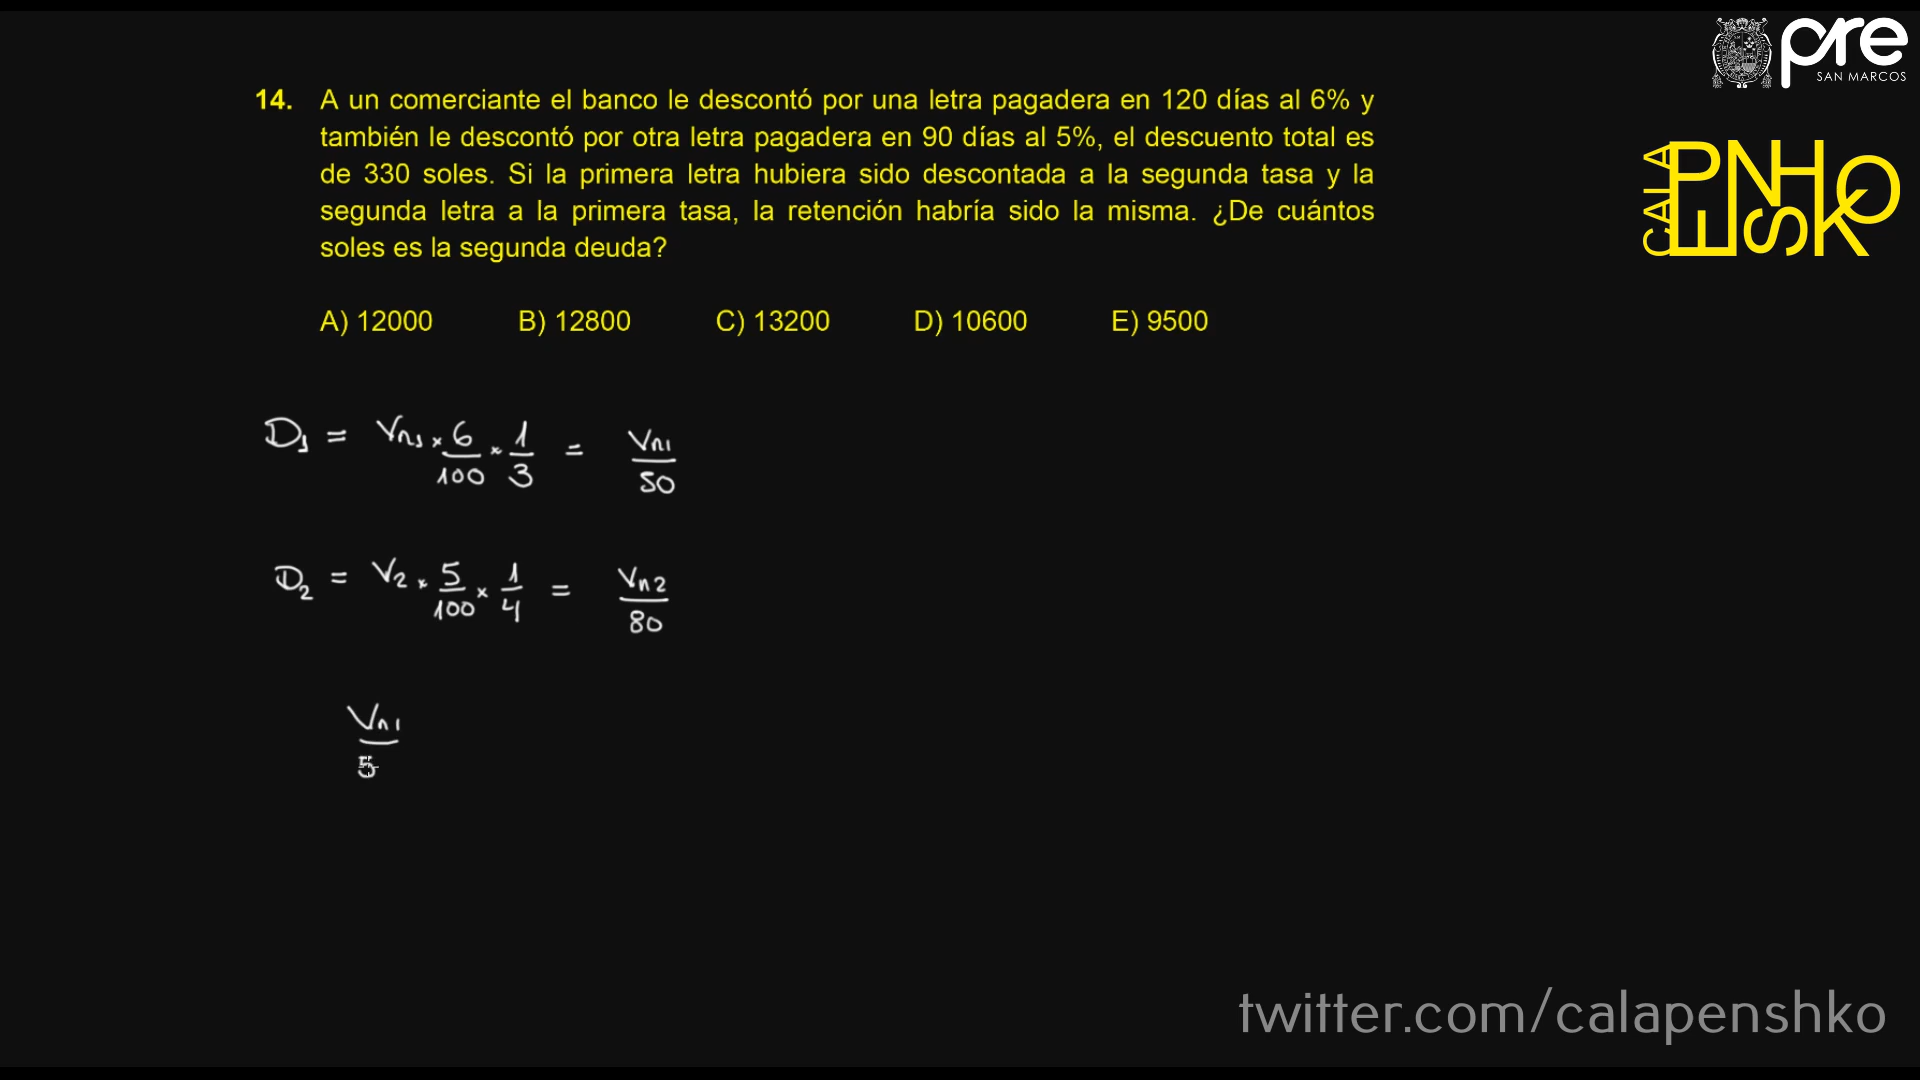 pre
SAN MARCOS
CALA
PNHO
ESK
14. A un comerciante el banco le descontó por una letra pagadera en 120 días al 6% y
también le descontó por otra letra pagadera en 90 días al 5%, el descuento total es
de 330 soles. Si la primera letra hubiera sido descontada a la segunda tasa y la
segunda letra a la primera tasa, la retención habría sido la misma. ¿De cuántos
soles es la segunda deuda?
A) 12000 B) 12800 C) 13200 D) 10600 E) 9500
D1 = Vn1 × 6/100 × 1/3 = Vn1/50
D2 = V2 × 5/100 × 1/4 = Vn2/80
Vn1/5
twitter.com/calapenshko